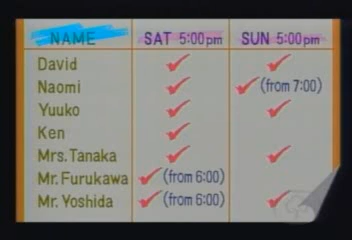 NAME SAT 5:00pm SUN 5:00pm
David ✓ ✓
Naomi ✓ ✓(from 7:00)
Yuuko ✓ ✓
Ken ✓
Mrs.Tanaka ✓ ✓
Mr.Furukawa ✓(from 6:00)
Mr.Yoshida ✓(from 6:00) ✓